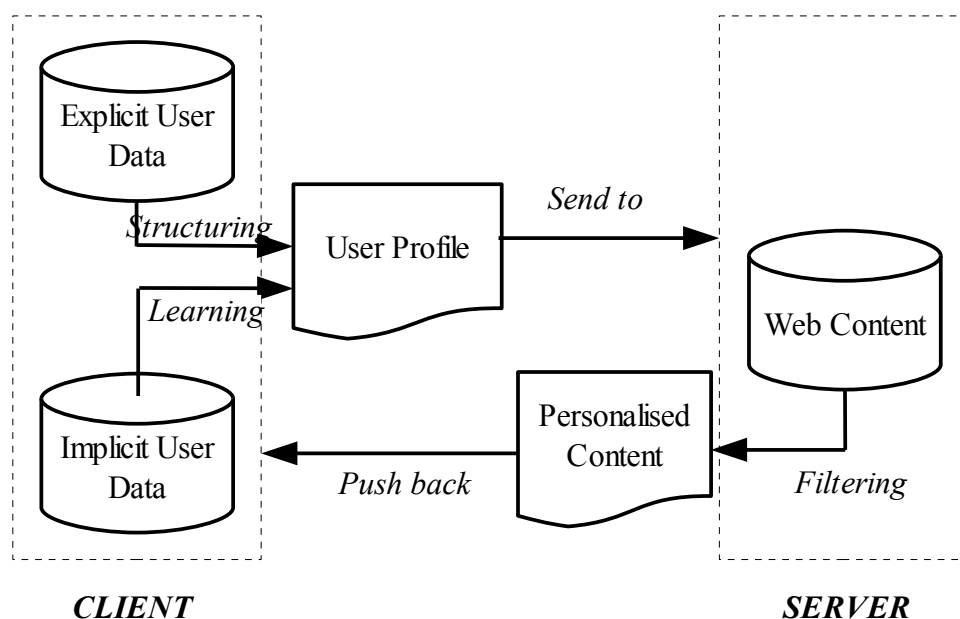 Explicit User
Data
Structuring
User Profile
Send to
Learning
Web Content
Implicit User
Data
Push back
Personalised
Content
Filtering
CLIENT
SERVER